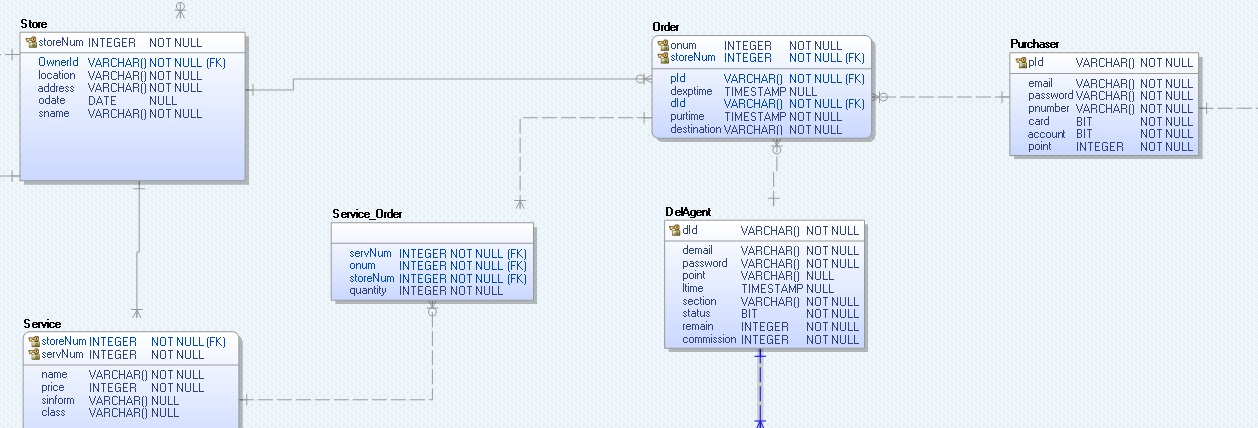 Store
storeNum INTEGER NOT NULL
OwnerId VARCHAR() NOT NULL (FK)
location VARCHAR() NOT NULL
address VARCHAR() NOT NULL
odate DATE NULL
sname VARCHAR() NOT NULL
Order
onum INTEGER NOT NULL
storeNum INTEGER NOT NULL (FK)
pId VARCHAR() NOT NULL (FK)
dexptime TIMESTAMP NULL
dId VARCHAR() NOT NULL (FK)
purtime TIMESTAMP NOT NULL
destination VARCHAR() NOT NULL
Purchaser
pId VARCHAR() NOT NULL
email VARCHAR() NOT NULL
password VARCHAR() NOT NULL
pnumber VARCHAR() NOT NULL
card BIT NOT NULL
account BIT NOT NULL
point INTEGER NOT NULL
Service_Order
servNum INTEGER NOT NULL (FK)
onum INTEGER NOT NULL (FK)
storeNum INTEGER NOT NULL (FK)
quantity INTEGER NOT NULL
DelAgent
dId VARCHAR() NOT NULL
demail VARCHAR() NOT NULL
password VARCHAR() NOT NULL
point VARCHAR() NULL
ltime TIMESTAMP NULL
section VARCHAR() NOT NULL
status BIT NOT NULL
remain INTEGER NOT NULL
commission INTEGER NOT NULL
Service
storeNum INTEGER NOT NULL (FK)
servNum INTEGER NOT NULL
name VARCHAR() NOT NULL
price INTEGER NOT NULL
sinform VARCHAR() NULL
class VARCHAR() NULL